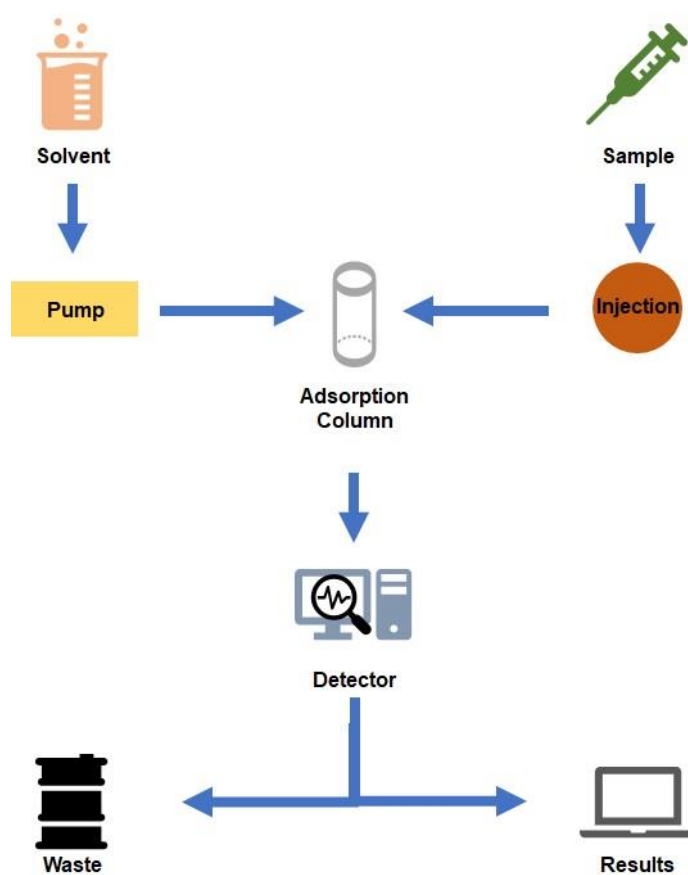 Solvent
Sample
Pump
Injection
Adsorption
Column
Detector
Waste
Results